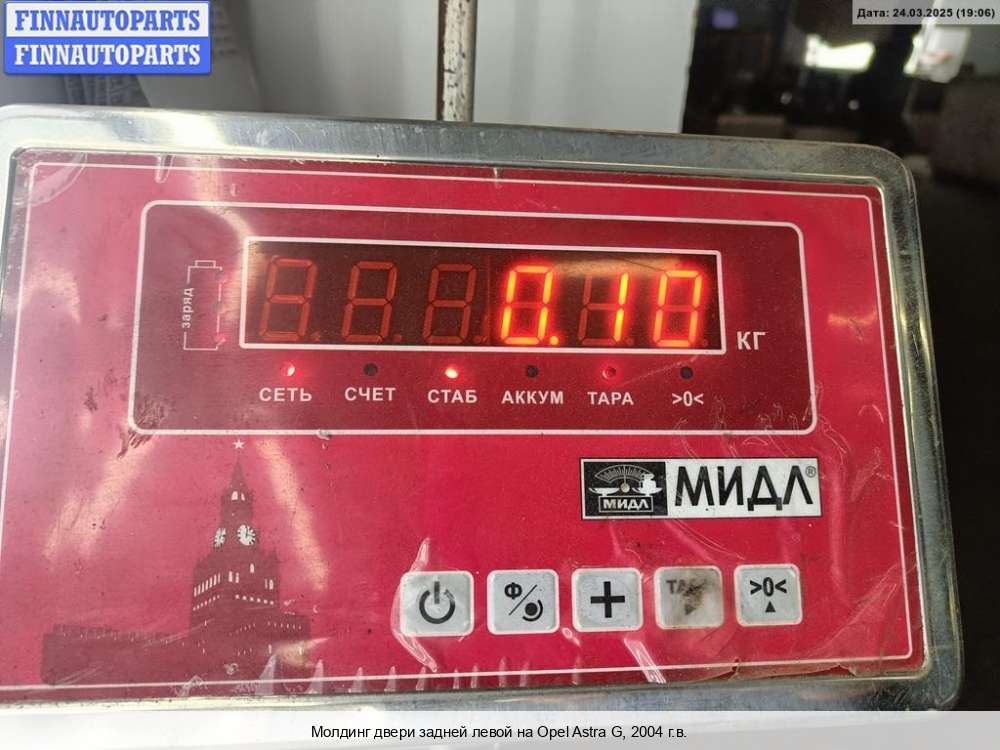 FINNAUTOPARTS
FINNAUTOPARTS
Дата: 24.03.2025 (19:06)
заряд
0.10
КГ
СЕТЬ СЧЕТ СТАБ АККУМ ТАРА >0<
МИДЛ МИДЛ®
Ф/ + >0<
Молдинг двери задней левой на Opel Astra G, 2004 г.в.